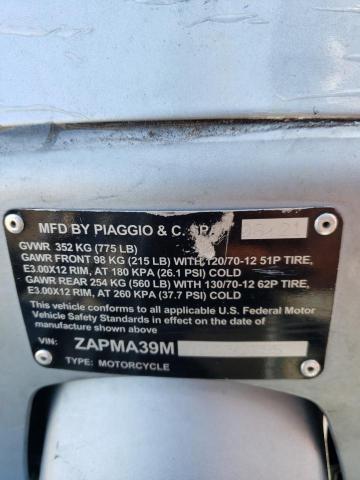 MFD BY PIAGGIO & C. SPA
GVWR 352 KG (775 LB)
GAWR FRONT 98 KG (215 LB) WITH 120/70-12 51P TIRE,
E3.00X12 RIM, AT 180 KPA (26.1 PSI) COLD
GAWR REAR 254 KG (560 LB) WITH 130/70-12 62P TIRE,
E3.00X12 RIM, AT 260 KPA (37.7 PSI) COLD
This vehicle conforms to all applicable U.S. Federal Motor
Vehicle Safety Standards in effect on the date of
manufacture shown above
VIN: ZAPMA39M
TYPE: MOTORCYCLE